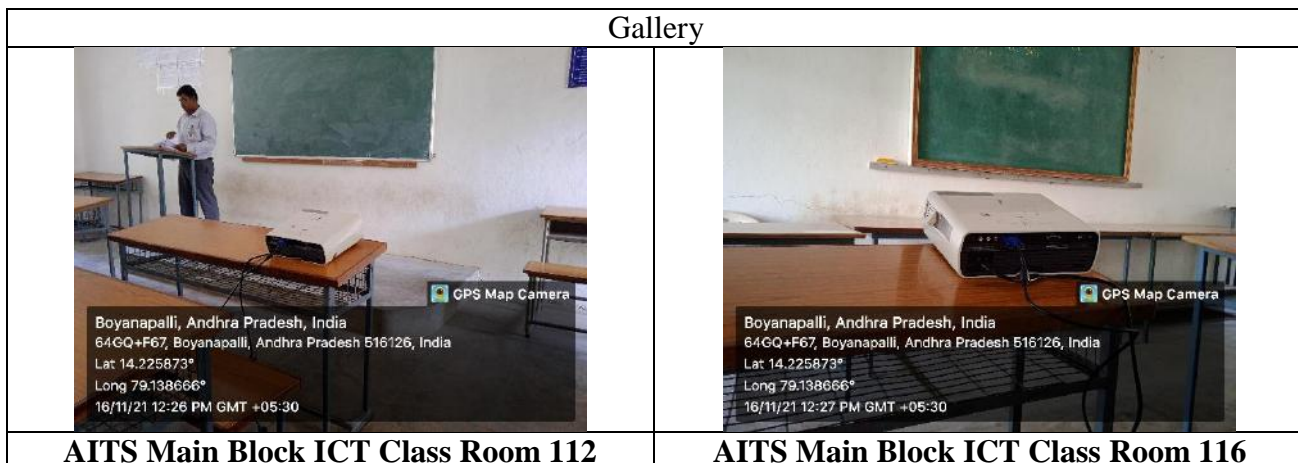 Gallery
GPS Map Camera
Boyanapalli, Andhra Pradesh, India
64GQ+F67, Boyanapalli, Andhra Pradesh 516126, India
Lat 14.225873°
Long 79.138666°
16/11/21 12:26 PM GMT +05:30
GPS Map Camera
Boyanapalli, Andhra Pradesh, India
64GQ+F67, Boyanapalli, Andhra Pradesh 516126, India
Lat 14.225873°
Long 79.138666°
16/11/21 12:27 PM GMT +05:30
AITS Main Block ICT Class Room 112
AITS Main Block ICT Class Room 116